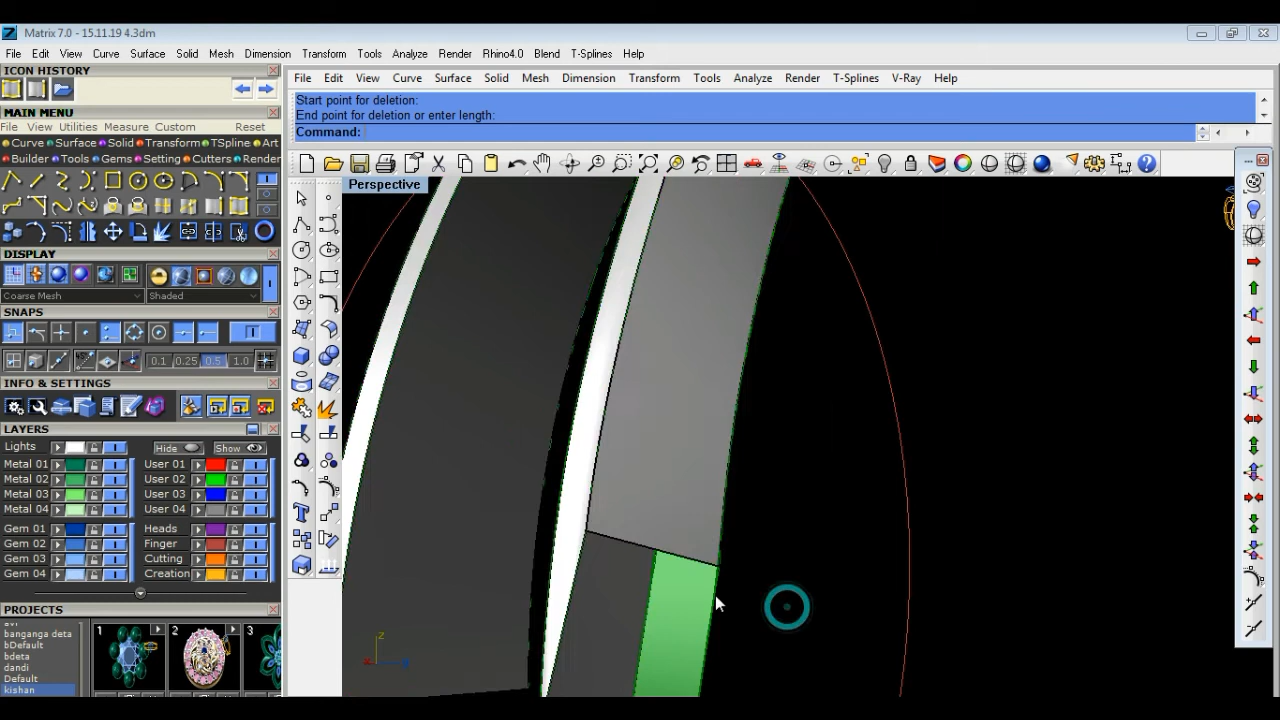 Matrix 7.0 - 15.11.19 4.3dm
File Edit View Curve Surface Solid Mesh Dimension Transform Tools Analyze Render Rhino4.0 Blend T-Splines Help
ICON HISTORY
File Edit View Curve Surface Solid Mesh Dimension Transform Tools Analyze Render T-Splines V-Ray Help
Start point for deletion:
End point for deletion or enter length:
Command:
MAIN MENU
File View Utilities Measure Custom Reset
Curve Surface Solid Transform TSpline Art
Builder Tools Gems Setting Cutters Render
Perspective
DISPLAY
Coarse Mesh Shaded
SNAPS
0.1 0.25 0.5 1.0
INFO & SETTINGS
LAYERS
Lights Hide Show
Metal 01 User 01
Metal 02 User 02
Metal 03 User 03
Metal 04 User 04
Gem 01 Heads
Gem 02 Finger
Gem 03 Cutting
Gem 04 Creation
PROJECTS
banganga deta
bDefault
bdeta
dandi
Default
kishan
1 2 3
z
x